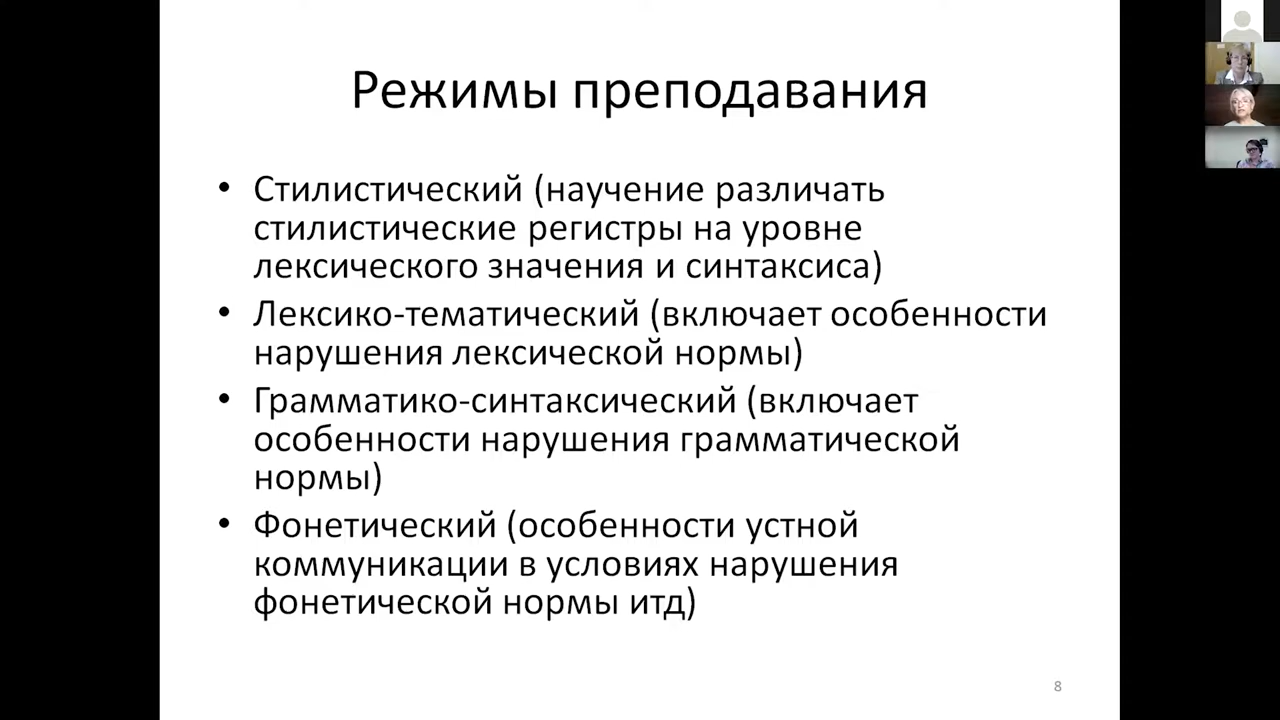 Режимы преподавания
• Стилистический (научение различать
стилистические регистры на уровне
лексического значения и синтаксиса)
• Лексико-тематический (включает особенности
нарушения лексической нормы)
• Грамматико-синтаксический (включает
особенности нарушения грамматической
нормы)
• Фонетический (особенности устной
коммуникации в условиях нарушения
фонетической нормы итд)
8